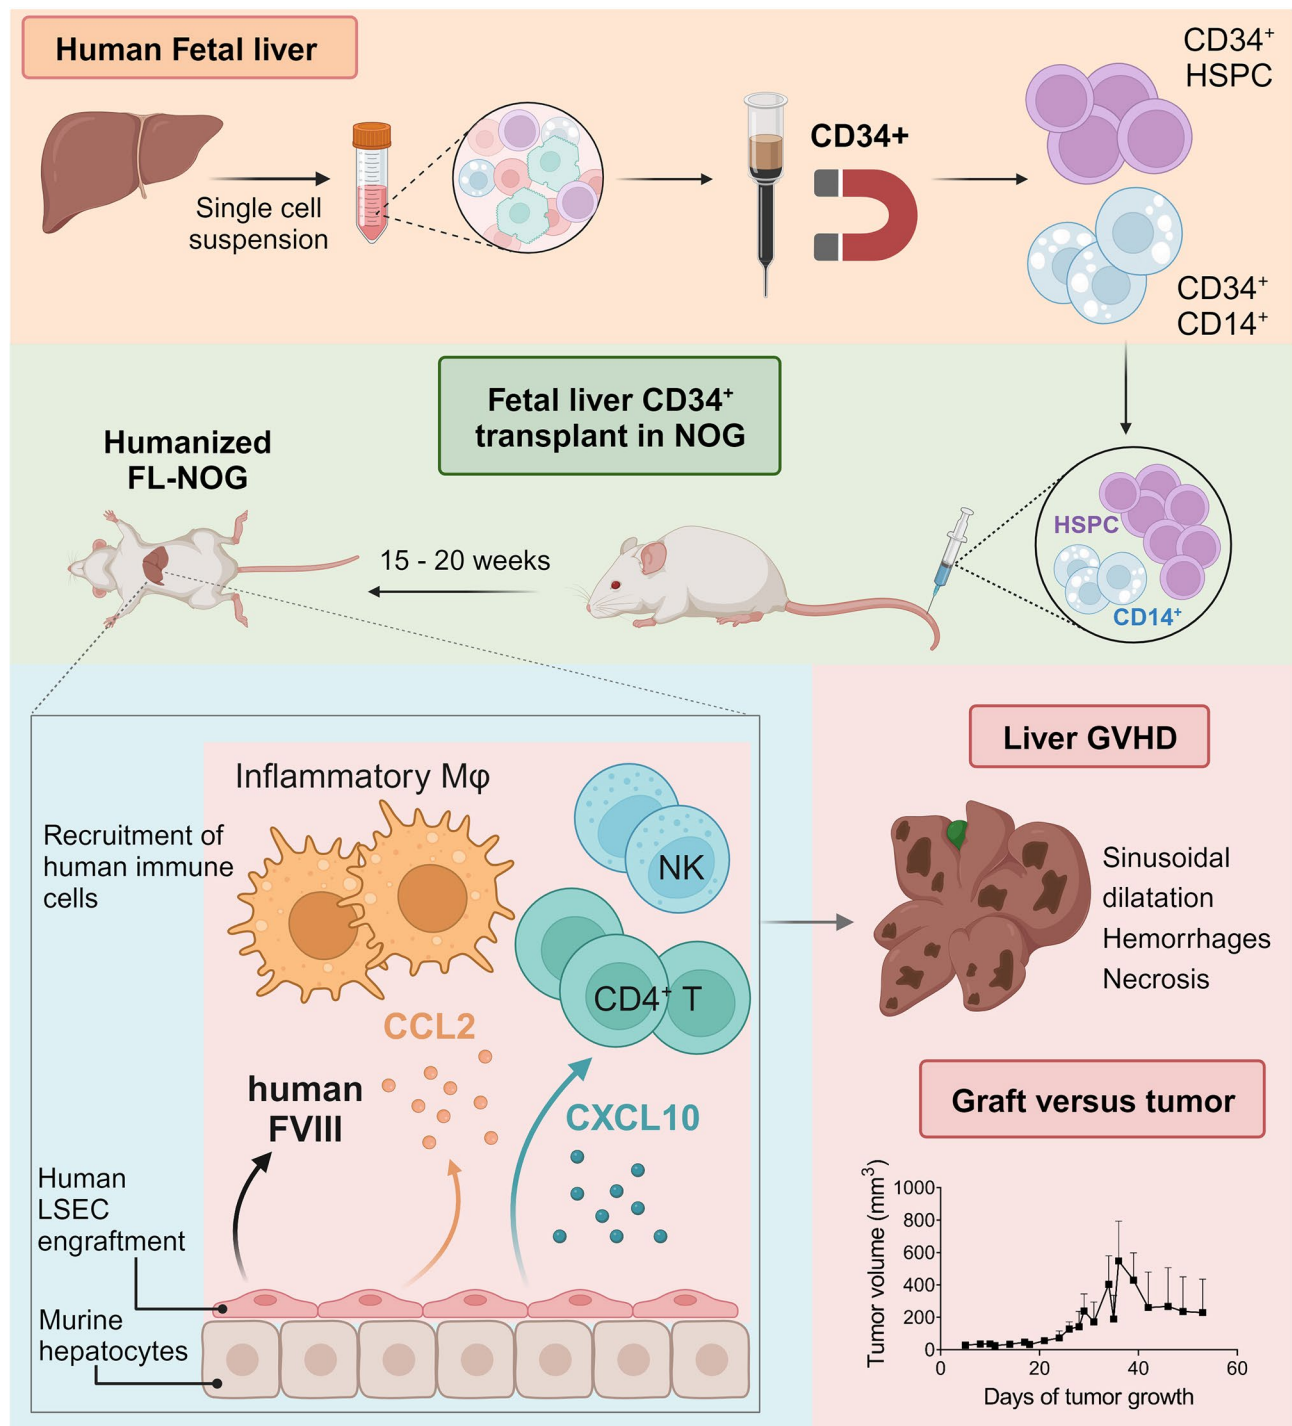 Human Fetal liver
Single cell
suspension
CD34+
CD34⁺
HSPC
CD34⁺
CD14⁺
Fetal liver CD34⁺
transplant in NOG
Humanized
FL-NOG
15 - 20 weeks
HSPC
CD14⁺
Inflammatory Mφ
Recruitment of
human immune
cells
NK
CD4⁺ T
CCL2
human
FVIII
CXCL10
Human
LSEC
engraftment
Murine
hepatocytes
Liver GVHD
Sinusoidal
dilatation
Hemorrhages
Necrosis
Graft versus tumor
Tumor volume (mm³)
1000
800
600
400
200
0
0 20 40 60
Days of tumor growth